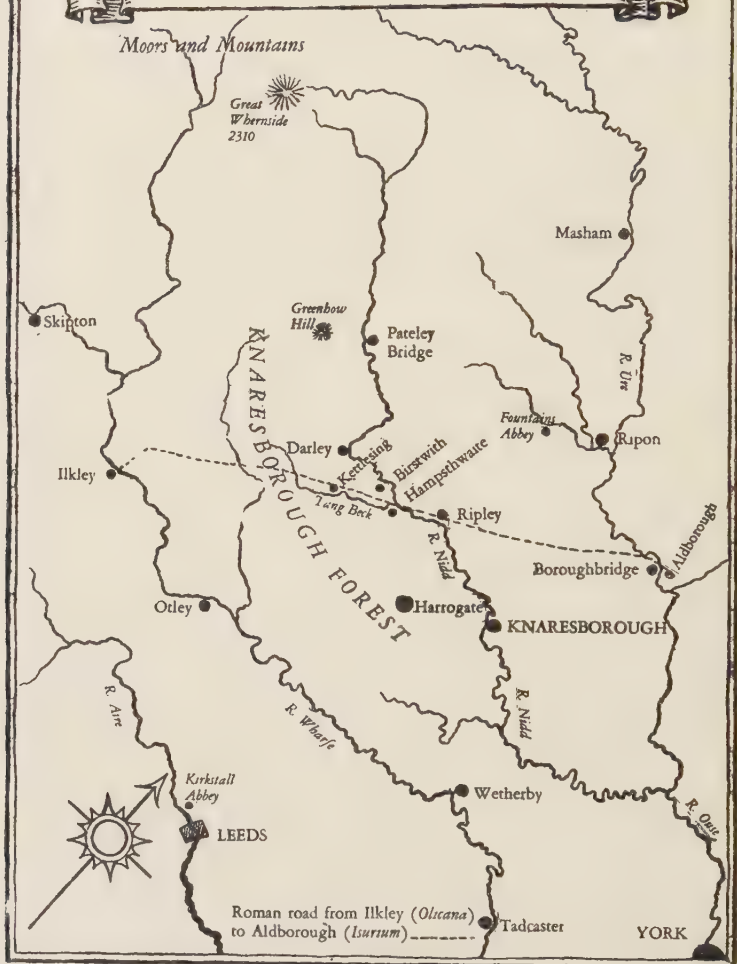 Moors and Mountains
Great
Whernside
2310
Masham
Skipton
Greenhow
Hill
Pateley
Bridge
R. Ure
KNARESBOROUGH FOREST
Fountains
Abbey
Ripon
Darley
Kettlesing
Birstwith
Hampsthwaite
Ilkley
Tang Beck
Ripley
R. Nidd
Aldborough
Boroughbridge
Otley
Harrogate
KNARESBOROUGH
R. Aire
R. Wharfe
R. Nidd
Kirkstall
Abbey
Wetherby
R. Ouse
LEEDS
Roman road from Ilkley (Olicana)
to Aldborough (Isurium)
Tadcaster
YORK